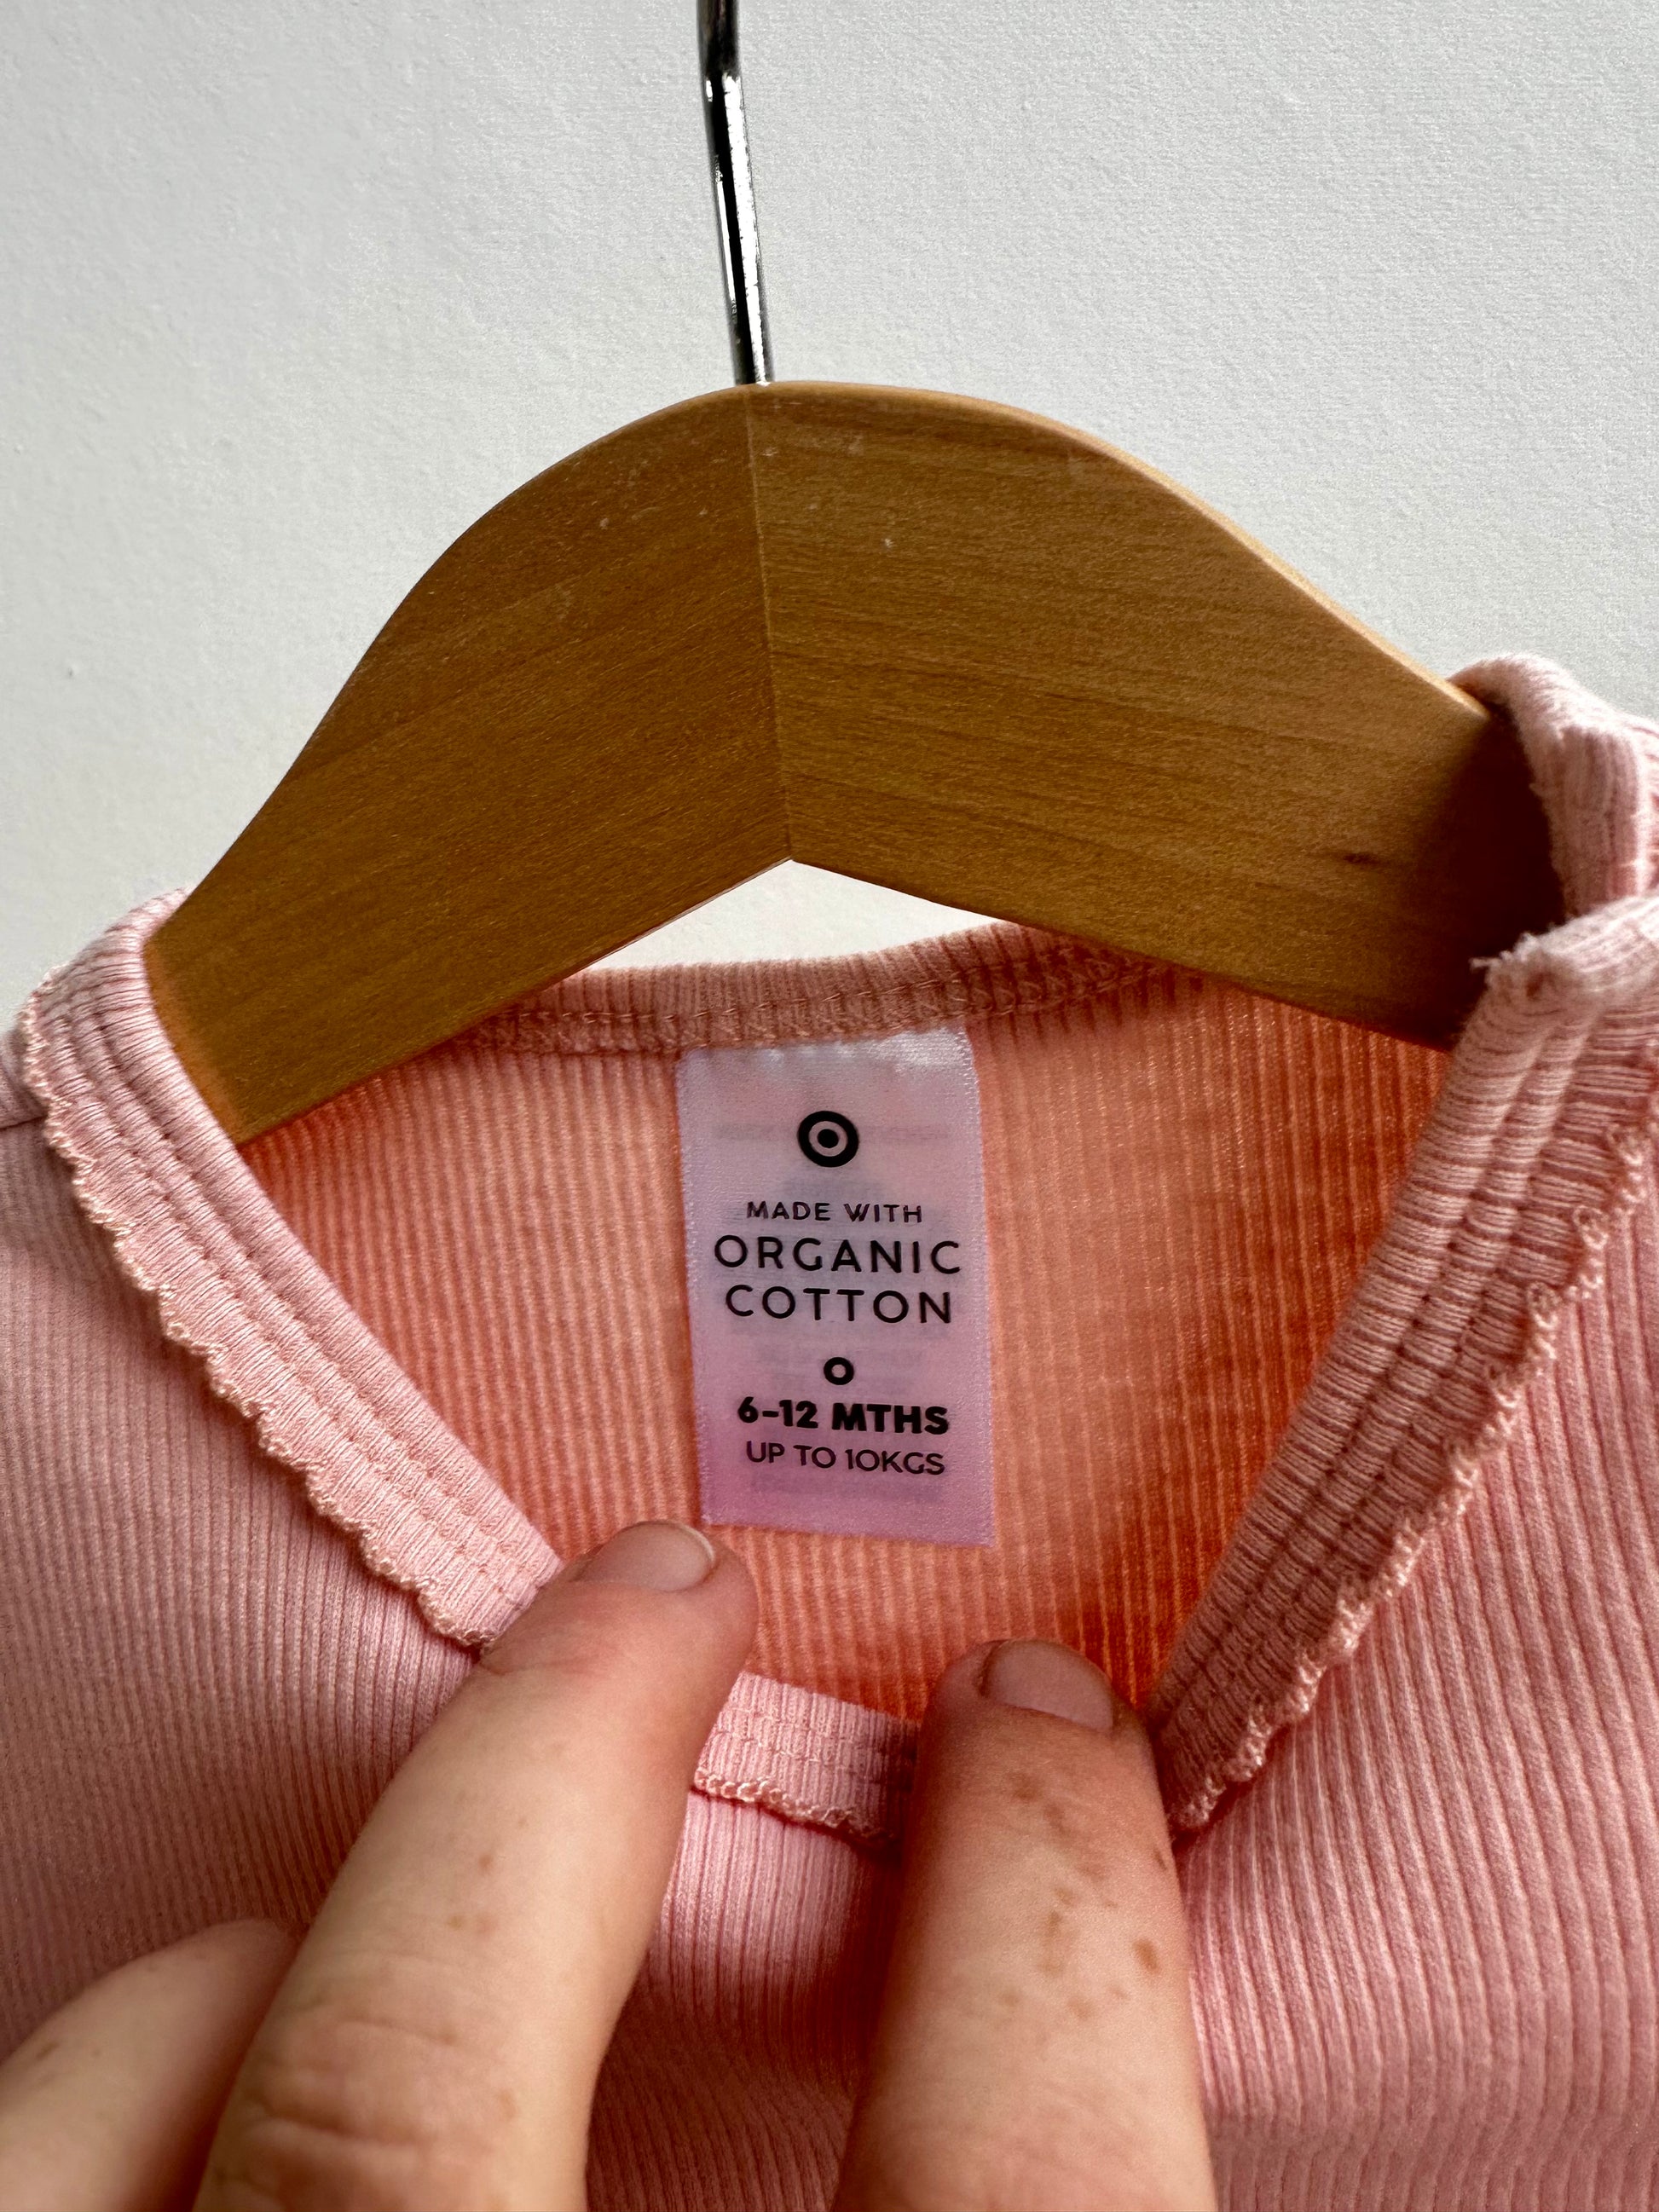 MADE WITH
ORGANIC
COTTON
0
6-12 MTHS
UP TO 10KGS